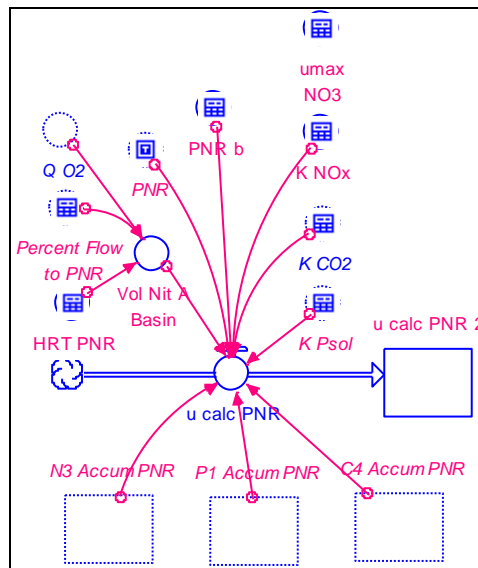 umax
NO3
PNR b
K NOx
Q O2
PNR
Percent Flow
to PNR
K CO2
Vol Nit A
Basin
HRT PNR
K Psol
u calc PNR 2
u calc PNR
N3 Accum PNR
P1 Accum PNR
C4 Accum PNR